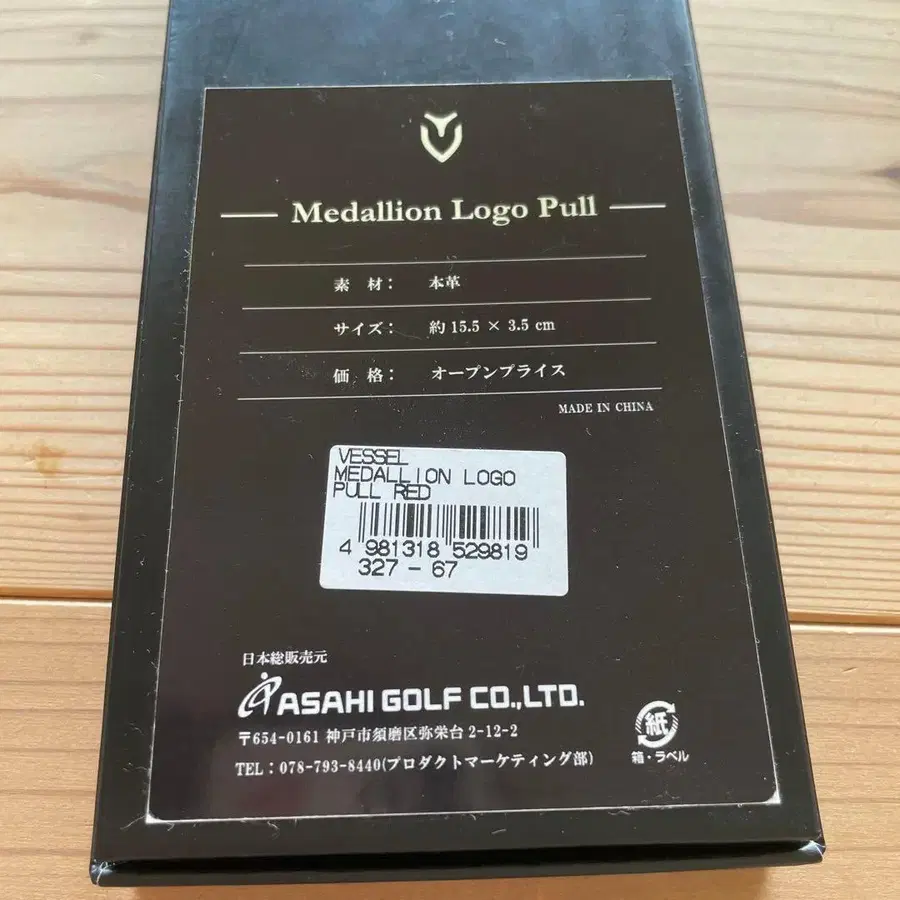 Medallion Logo Pull
素 材： 本革
サイズ： 約 15.5 × 3.5 cm
価 格： オープンプライス
MADE IN CHINA
VESSEL
MEDALLION LOGO
PULL RED
4 981318 529819
327 - 67
日本総販売元
ASAHI GOLF CO.,LTD.
〒654-0161 神戸市須磨区弥栄台 2-12-2
TEL：078-793-8440(プロダクトマーケティング部)
紙
箱・ラベル